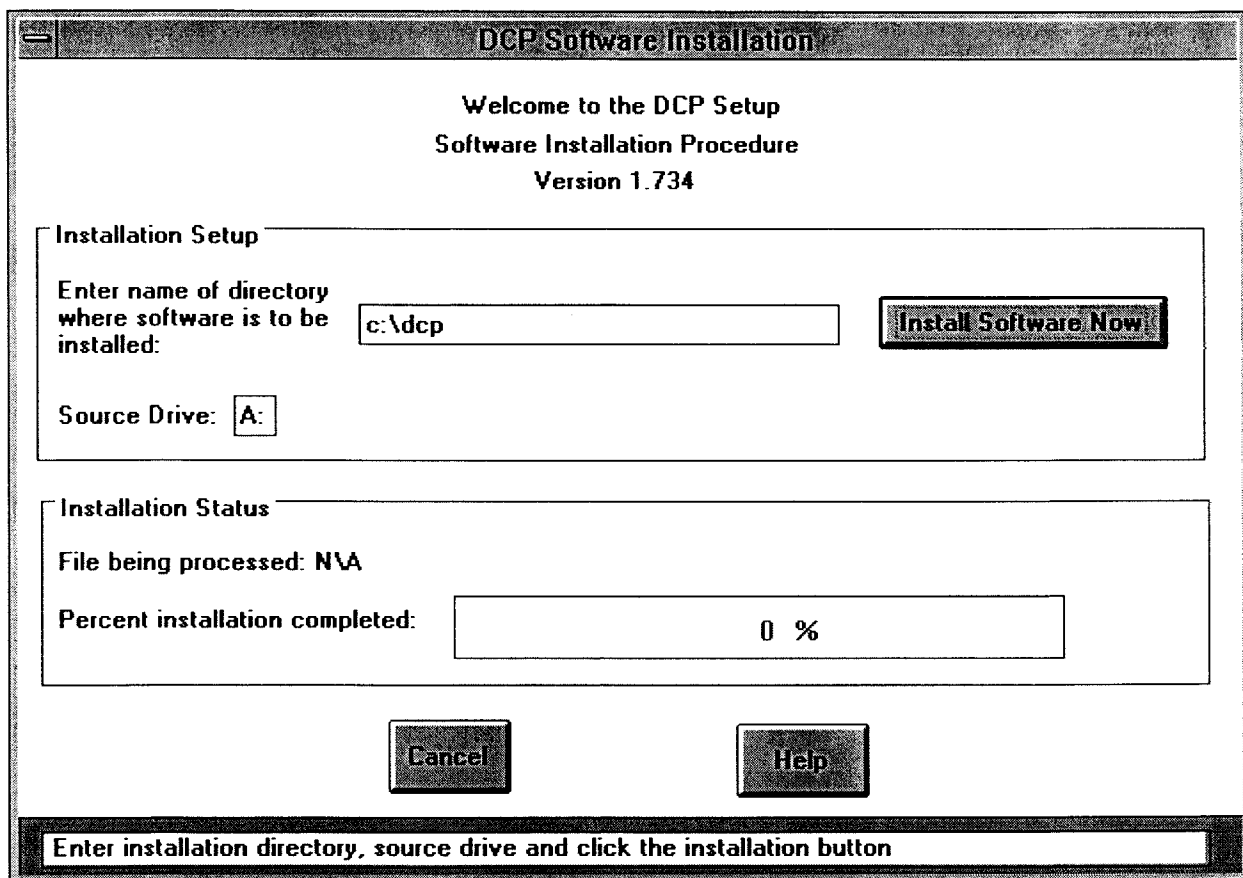 DCP Software Installation
Welcome to the DCP Setup
Software Installation Procedure
Version 1.734
Installation Setup
Enter name of directory
where software is to be
installed:
c:\dcp
Install Software Now
Source Drive: A:
Installation Status
File being processed: N\A
Percent installation completed:
0 %
Cancel
Help
Enter installation directory, source drive and click the installation button